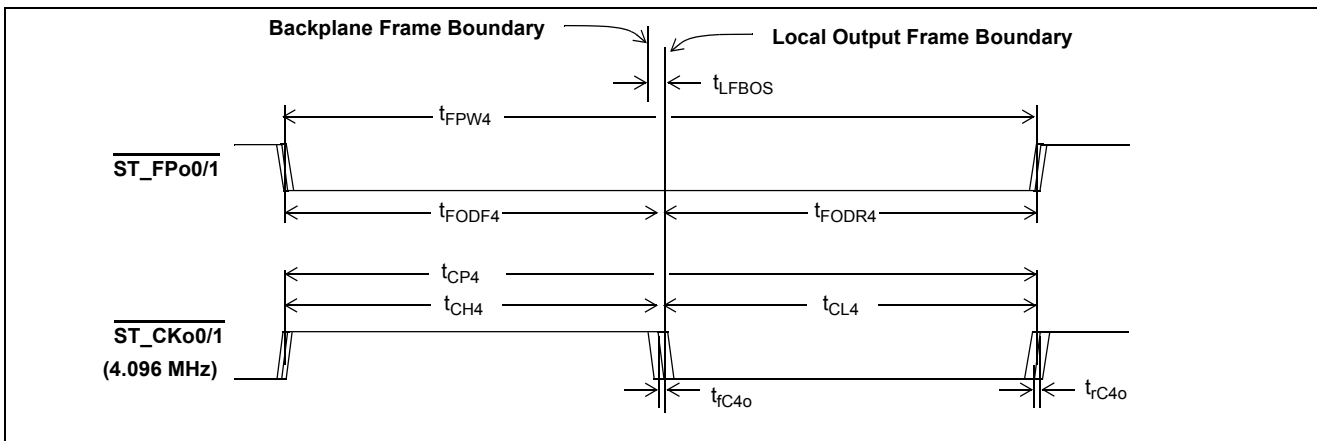 Backplane Frame Boundary
Local Output Frame Boundary
tLFBOS
tFPW4
ST_FPo0/1
tFODF4
tFODR4
tCP4
tCH4
tCL4
ST_CKo0/1
(4.096 MHz)
tfC4o
trC4o